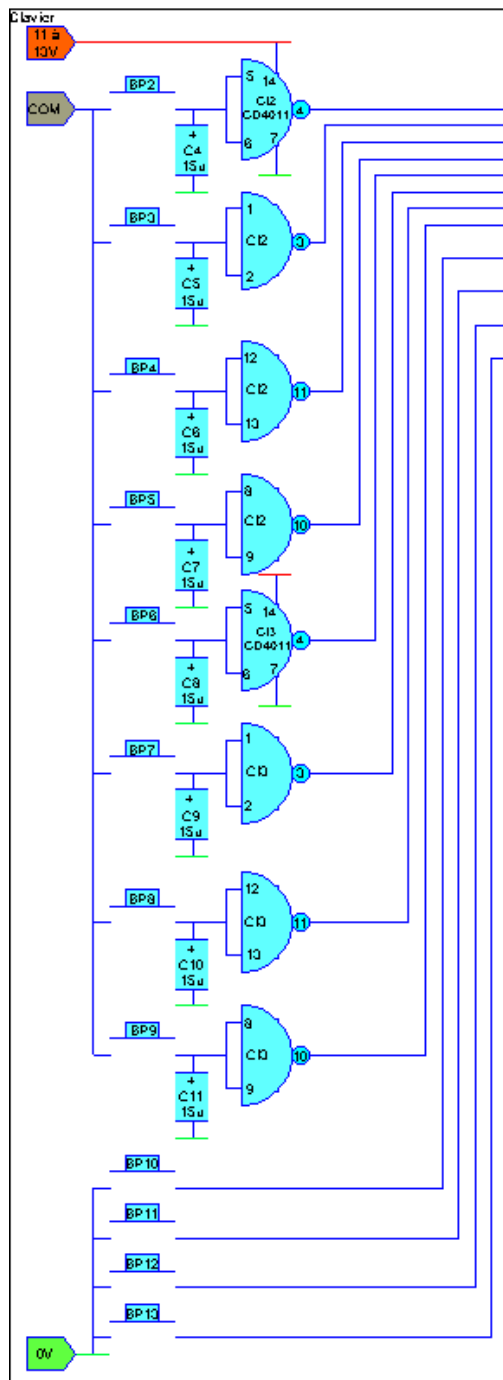 Clavier
11 à
13V
COM
BP2
+
C4
15u
5
6
14
CI2
CD4011
7
4
BP3
+
C5
15u
1
2
CI2
3
BP4
+
C6
15u
12
13
CI2
11
BP5
+
C7
15u
8
9
CI2
10
BP6
+
C8
15u
5
6
14
CI3
CD4011
7
4
BP7
+
C9
15u
1
2
CI3
3
BP8
+
C10
15u
12
13
CI3
11
BP9
+
C11
15u
8
9
CI3
10
BP10
BP11
BP12
BP13
0V